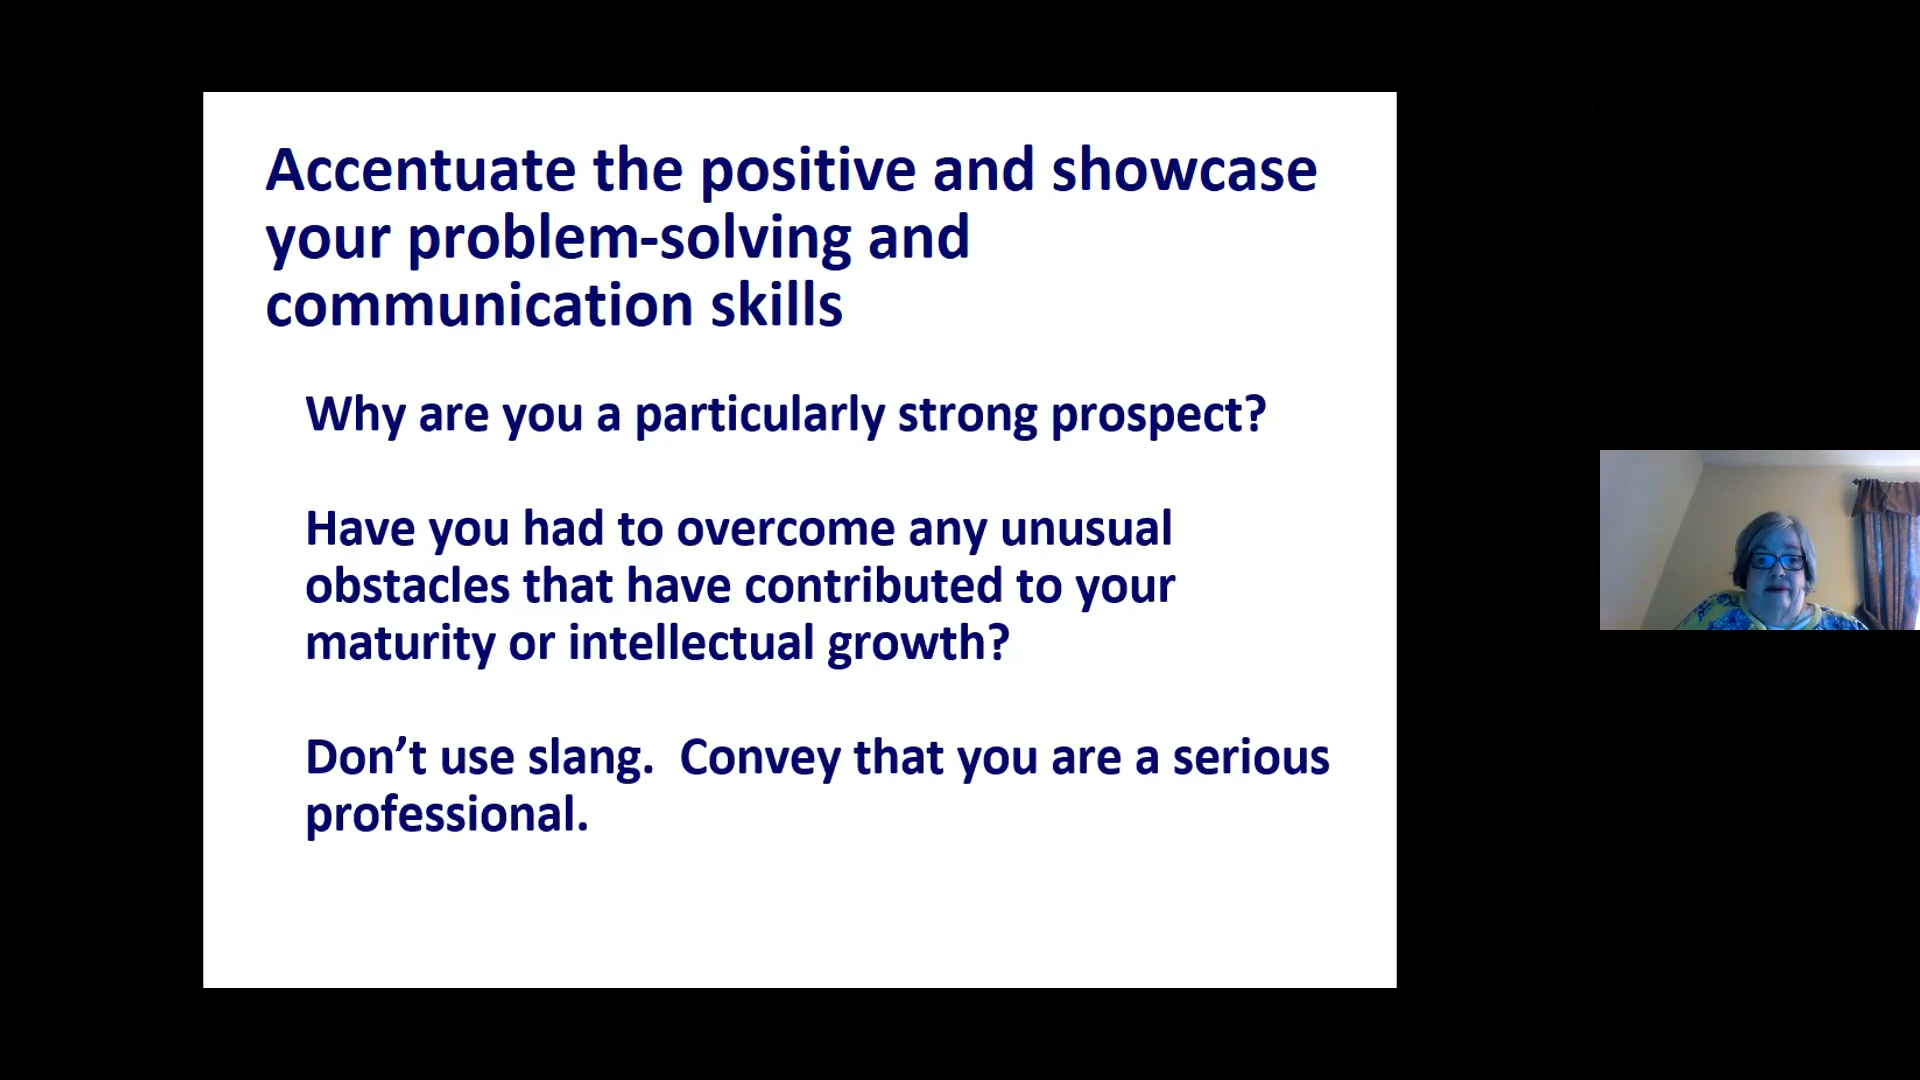 Accentuate the positive and showcase
your problem-solving and
communication skills
Why are you a particularly strong prospect?
Have you had to overcome any unusual
obstacles that have contributed to your
maturity or intellectual growth?
Don’t use slang.  Convey that you are a serious
professional.